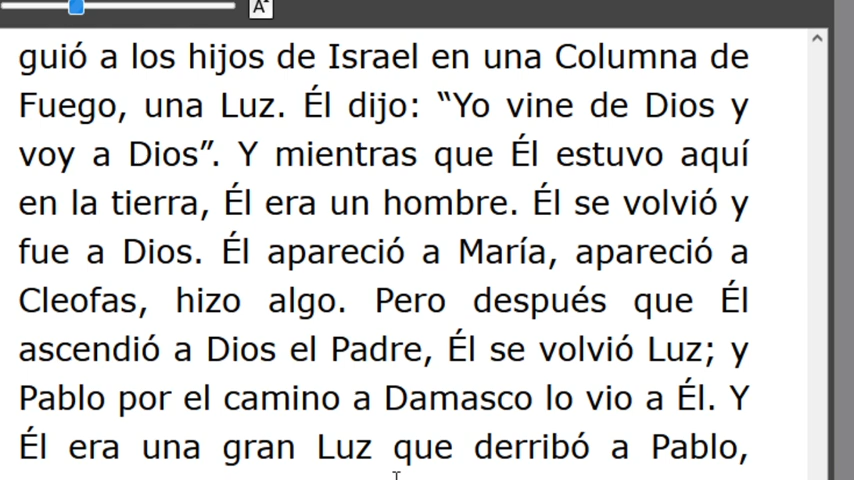 A
guió a los hijos de Israel en una Columna de
Fuego, una Luz. Él dijo: “Yo vine de Dios y
voy a Dios”. Y mientras que Él estuvo aquí
en la tierra, Él era un hombre. Él se volvió y
fue a Dios. Él apareció a María, apareció a
Cleofas, hizo algo. Pero después que Él
ascendió a Dios el Padre, Él se volvió Luz; y
Pablo por el camino a Damasco lo vio a Él. Y
Él era una gran Luz que derribó a Pablo,